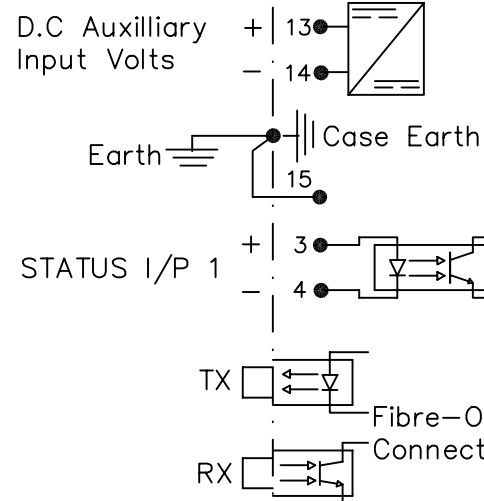 D.C Auxilliary + 13
Input Volts - 14
Case Earth
Earth
15
+ 3
STATUS I/P 1
- 4
TX
Fibre-O
Connect
RX